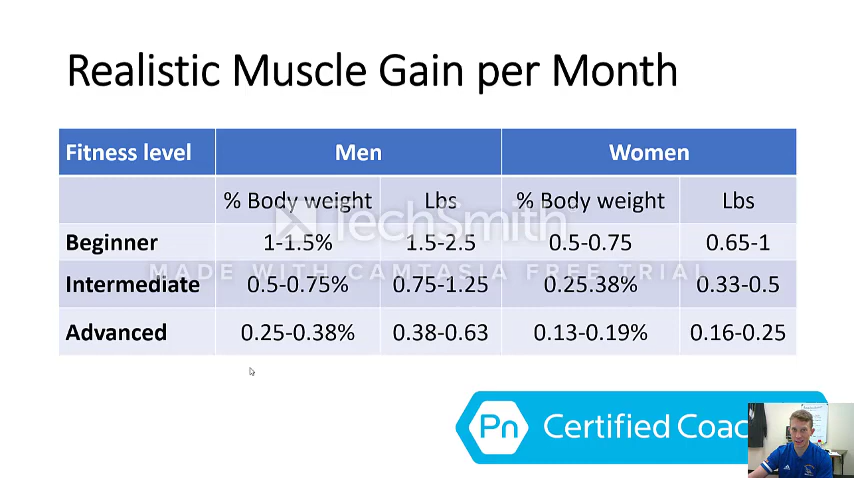 Realistic Muscle Gain per Month
Fitness level Men Women
% Body weight Lbs % Body weight Lbs
TechSmith
Beginner 1-1.5% 1.5-2.5 0.5-0.75 0.65-1
MADE WITH CAMTASIA FREE TRIAL
Intermediate 0.5-0.75% 0.75-1.25 0.25.38% 0.33-0.5
Advanced 0.25-0.38% 0.38-0.63 0.13-0.19% 0.16-0.25
Pn Certified Coac